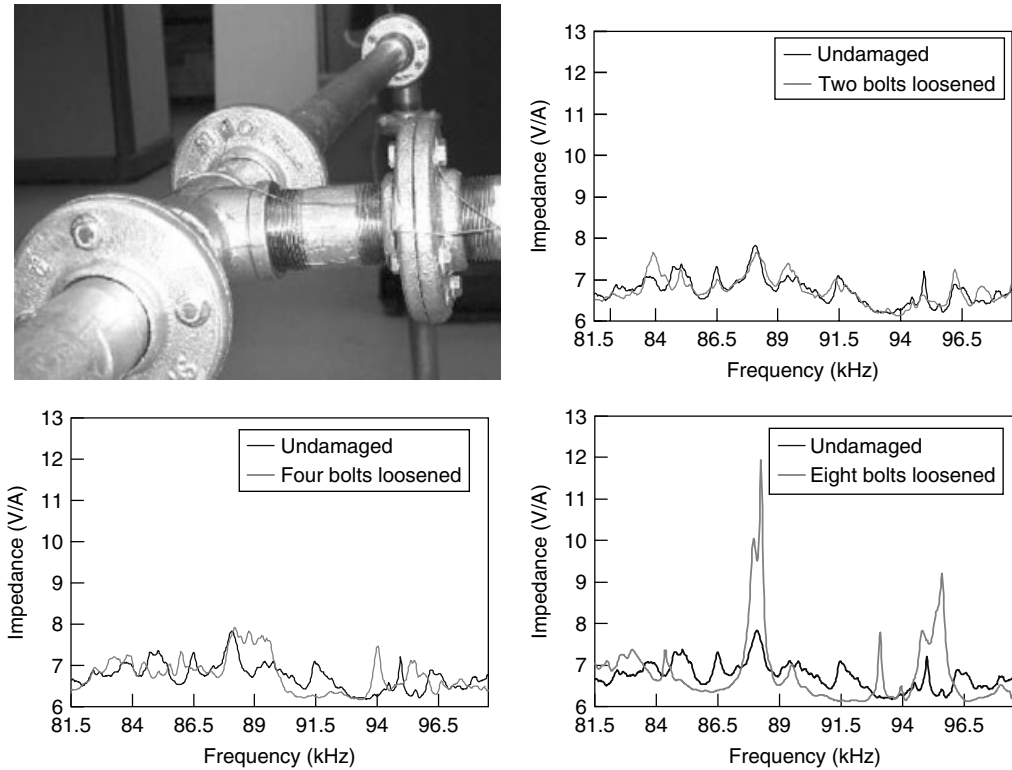 13
12
11
10
9
8
7
6
Impedance (V/A)
Undamaged
Two bolts loosened
81.5 84 86.5 89 91.5 94 96.5
Frequency (kHz)
13
12
11
10
9
8
7
6
Impedance (V/A)
Undamaged
Four bolts loosened
81.5 84 86.5 89 91.5 94 96.5
Frequency (kHz)
13
12
11
10
9
8
7
6
Impedance (V/A)
Undamaged
Eight bolts loosened
81.5 84 86.5 89 91.5 94 96.5
Frequency (kHz)